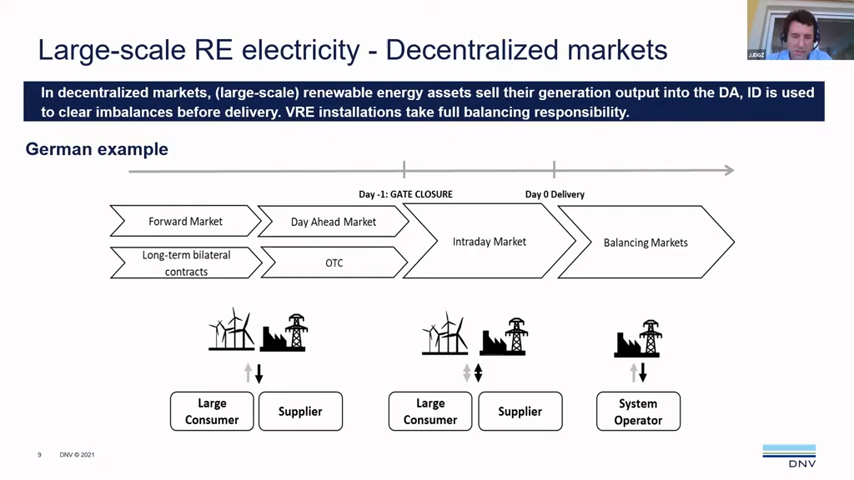 Large-scale RE electricity - Decentralized markets
JJDGZ
In decentralized markets, (large-scale) renewable energy assets sell their generation output into the DA, ID is used
to clear imbalances before delivery. VRE installations take full balancing responsibility.
German example
Day -1: GATE CLOSURE
Day 0 Delivery
Forward Market
Day Ahead Market
Long-term bilateral
contracts
OTC
Intraday Market
Balancing Markets
Large
Consumer
Supplier
Large
Consumer
Supplier
System
Operator
9
DNV © 2021
DNV